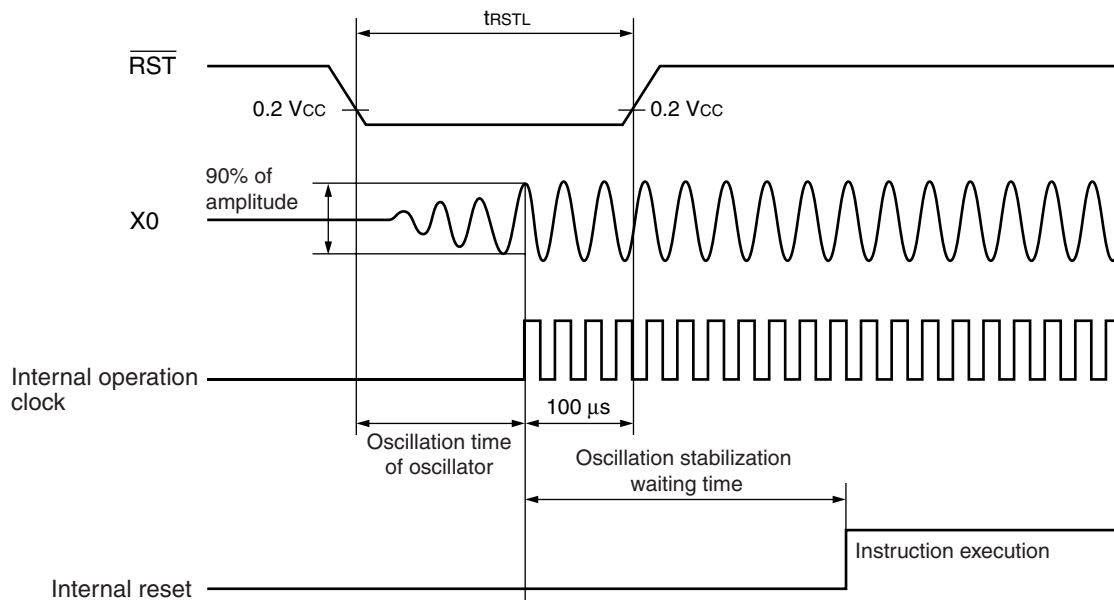 tRSTL
RST
0.2 VCC
0.2 VCC
90% of
amplitude
X0
Internal operation
clock
100 μs
Oscillation time
of oscillator
Oscillation stabilization
waiting time
Instruction execution
Internal reset